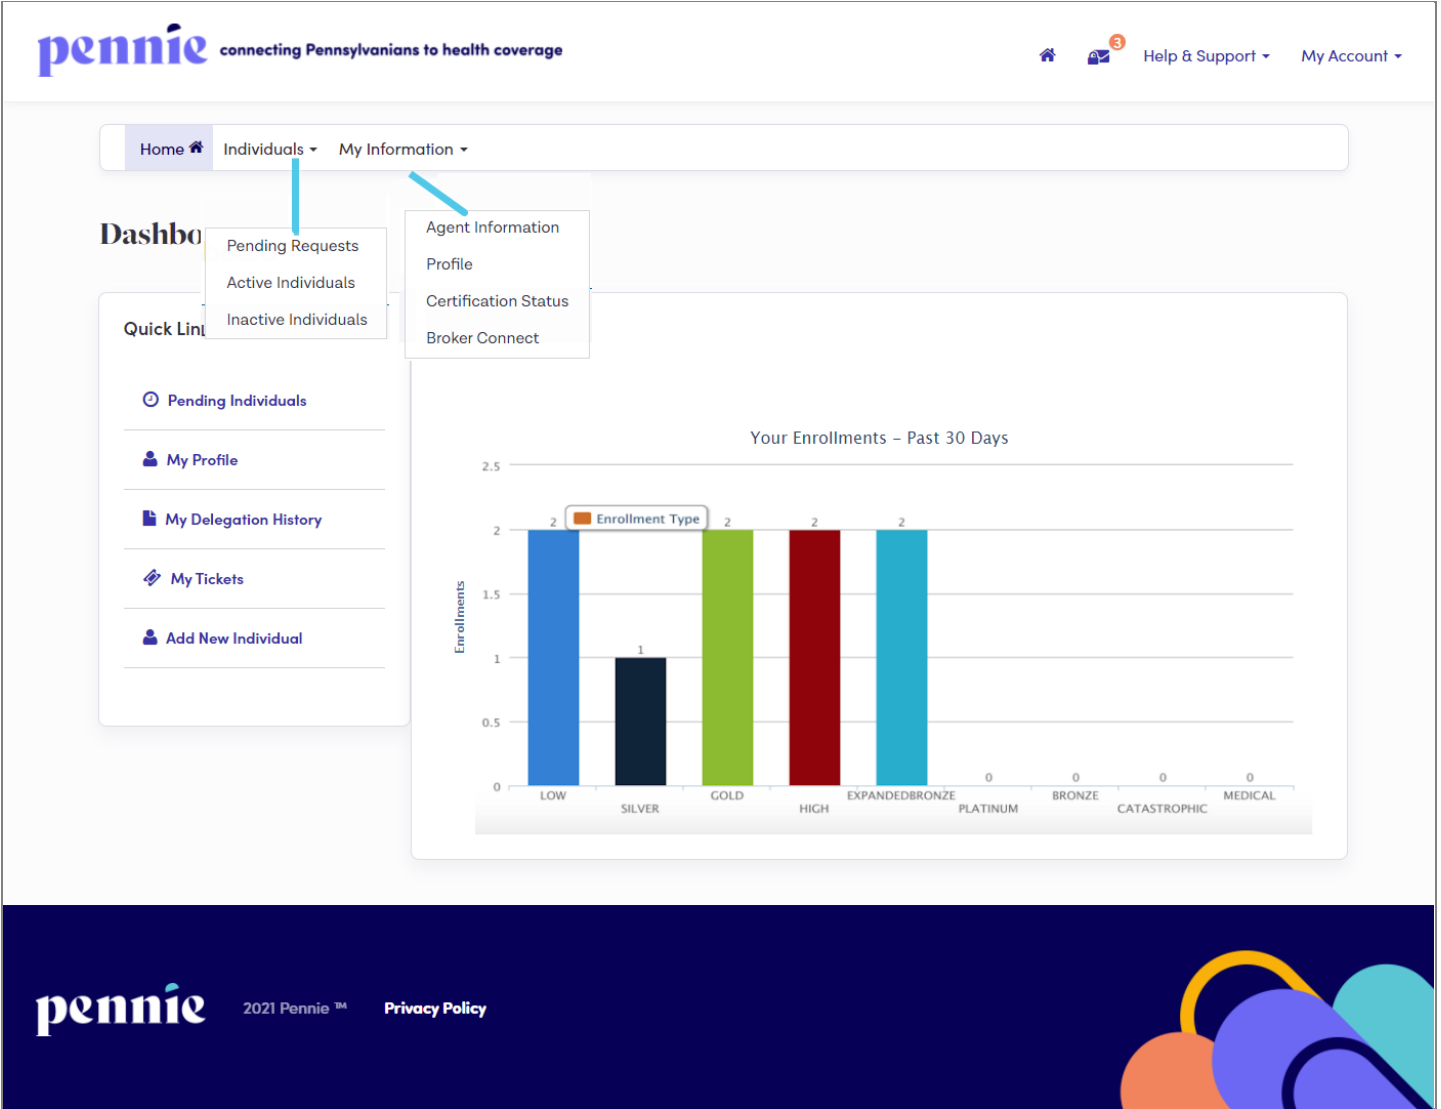 pennie connecting Pennsylvanians to health coverage
3
Help & Support
My Account
Home
Individuals
My Information
Pending Requests
Active Individuals
Inactive Individuals
Agent Information
Profile
Certification Status
Broker Connect
Pending Individuals
My Profile
My Delegation History
My Tickets
Add New Individual
Your Enrollments – Past 30 Days
Enrollments
2.5
2
1.5
1
0.5
0
Enrollment Type
2
1
2
2
2
0
0
0
0
LOW
SILVER
GOLD
HIGH
EXPANDEDBRONZE
PLATINUM
BRONZE
CATASTROPHIC
MEDICAL
pennie 2021 Pennie ™ Privacy Policy